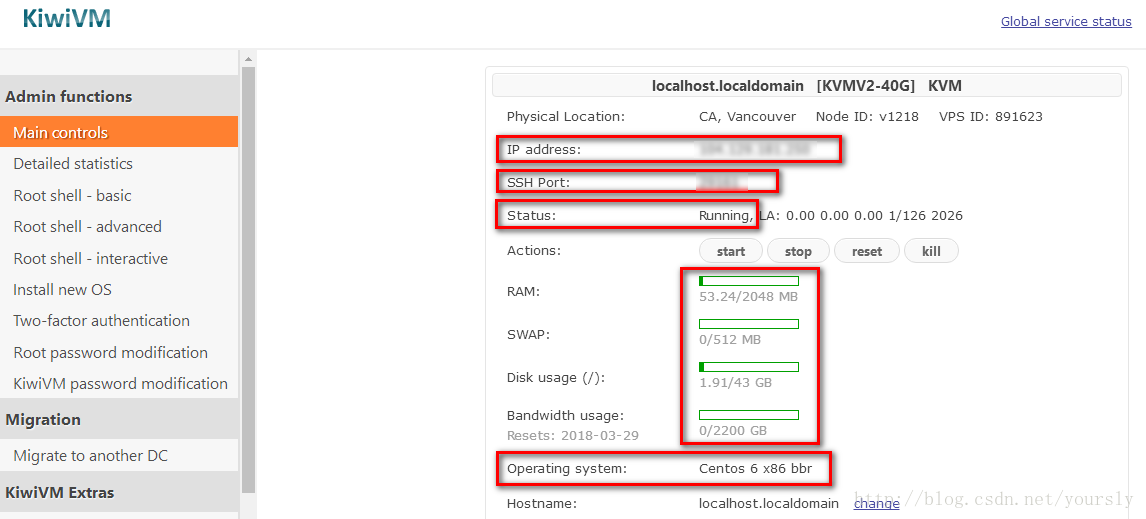 KiwiVM
Global service status
Admin functions
Main controls
Detailed statistics
Root shell - basic
Root shell - advanced
Root shell - interactive
Install new OS
Two-factor authentication
Root password modification
KiwiVM password modification
Migration
Migrate to another DC
KiwiVM Extras
localhost.localdomain [KVMV2-40G] KVM
Physical Location: CA, Vancouver Node ID: v1218 VPS ID: 891623
IP address:
SSH Port:
Status: Running, LA: 0.00 0.00 0.00 1/126 2026
Actions: start stop reset kill
RAM:
53.24/2048 MB
SWAP:
0/512 MB
Disk usage (/):
1.91/43 GB
Bandwidth usage:
Resets: 2018-03-29
0/2200 GB
Operating system: Centos 6 x86 bbr
Hostname: localhost.localdomain change
http://blog.csdn.net/yoursly